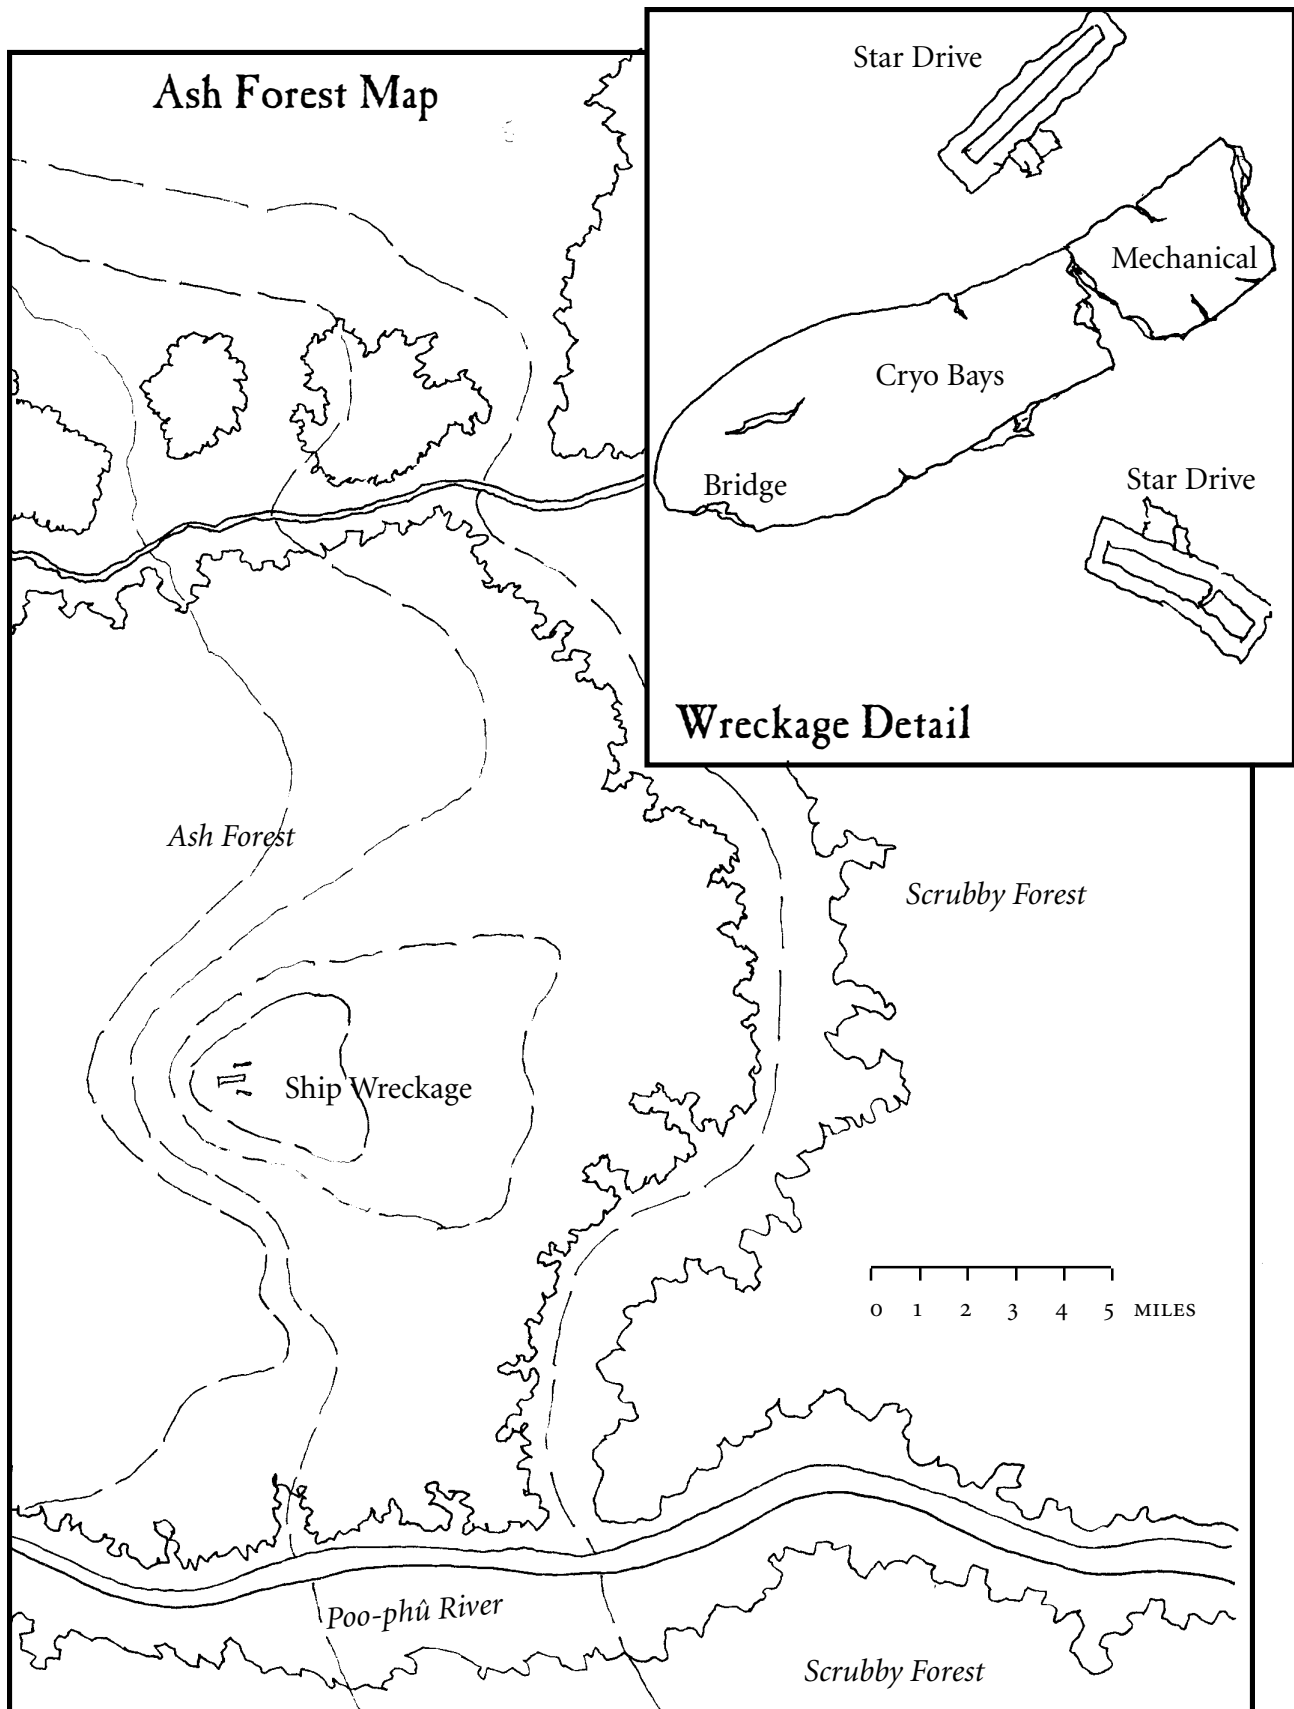 Ash Forest Map
Star Drive
Mechanical
Cryo Bays
Bridge
Star Drive
Wreckage Detail
Ash Forest
Scrubby Forest
Ship Wreckage
0 1 2 3 4 5 MILES
Poo-phû River
Scrubby Forest